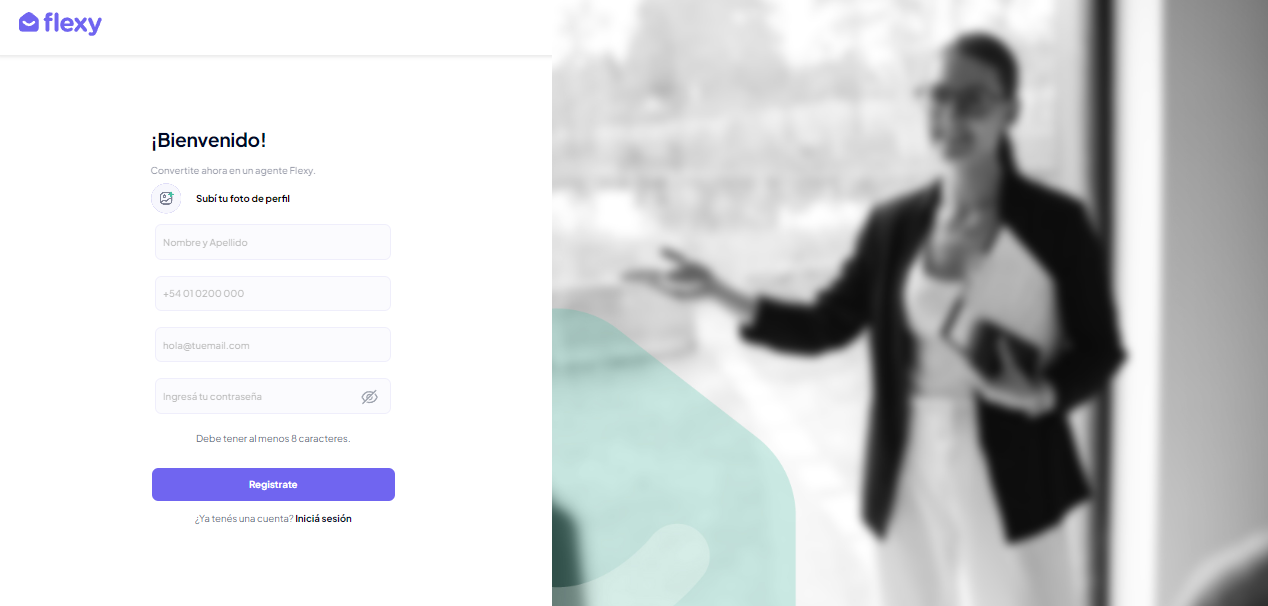 flexy
¡Bienvenido!
Convertite ahora en un agente Flexy.
Subí tu foto de perfil
Nombre y Apellido
+54 01 0200 000
hola@tuemail.com
Ingresá tu contraseña
Debe tener al menos 8 caracteres.
Registrate
¿Ya tenés una cuenta? Iniciá sesión